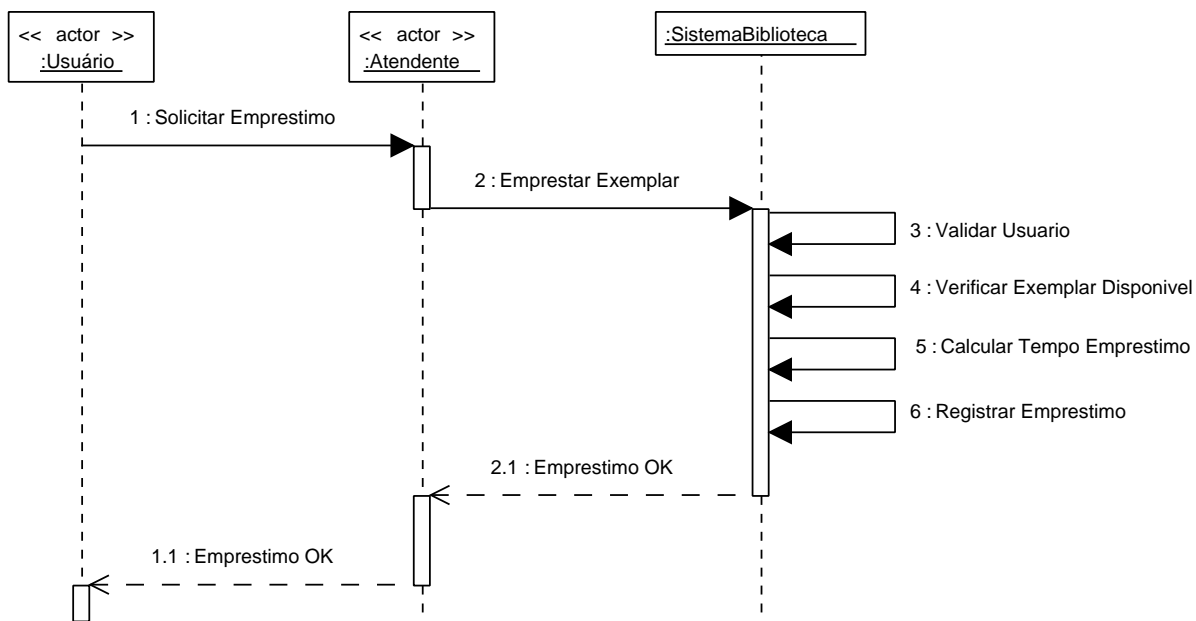 << actor >>
:Usuário
<< actor >>
:Atendente
:SistemaBiblioteca
1 : Solicitar Emprestimo
2 : Emprestar Exemplar
3 : Validar Usuario
4 : Verificar Exemplar Disponivel
5 : Calcular Tempo Emprestimo
6 : Registrar Emprestimo
2.1 : Emprestimo OK
1.1 : Emprestimo OK